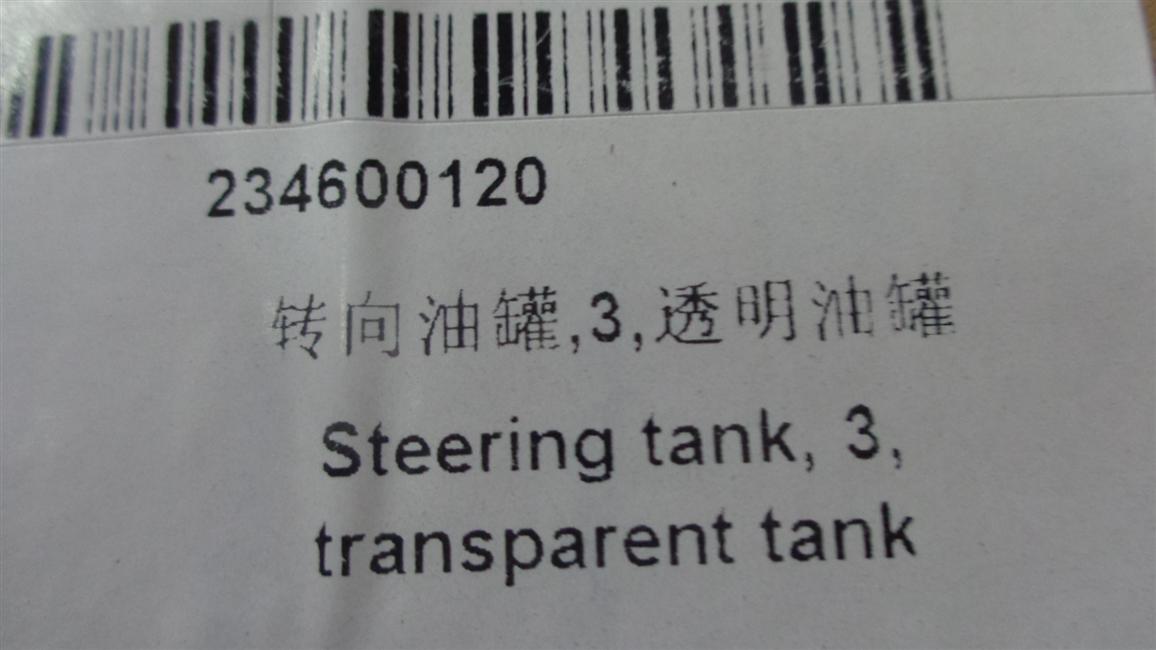 234600120
转向油罐,3,透明油罐
Steering tank, 3,
transparent tank